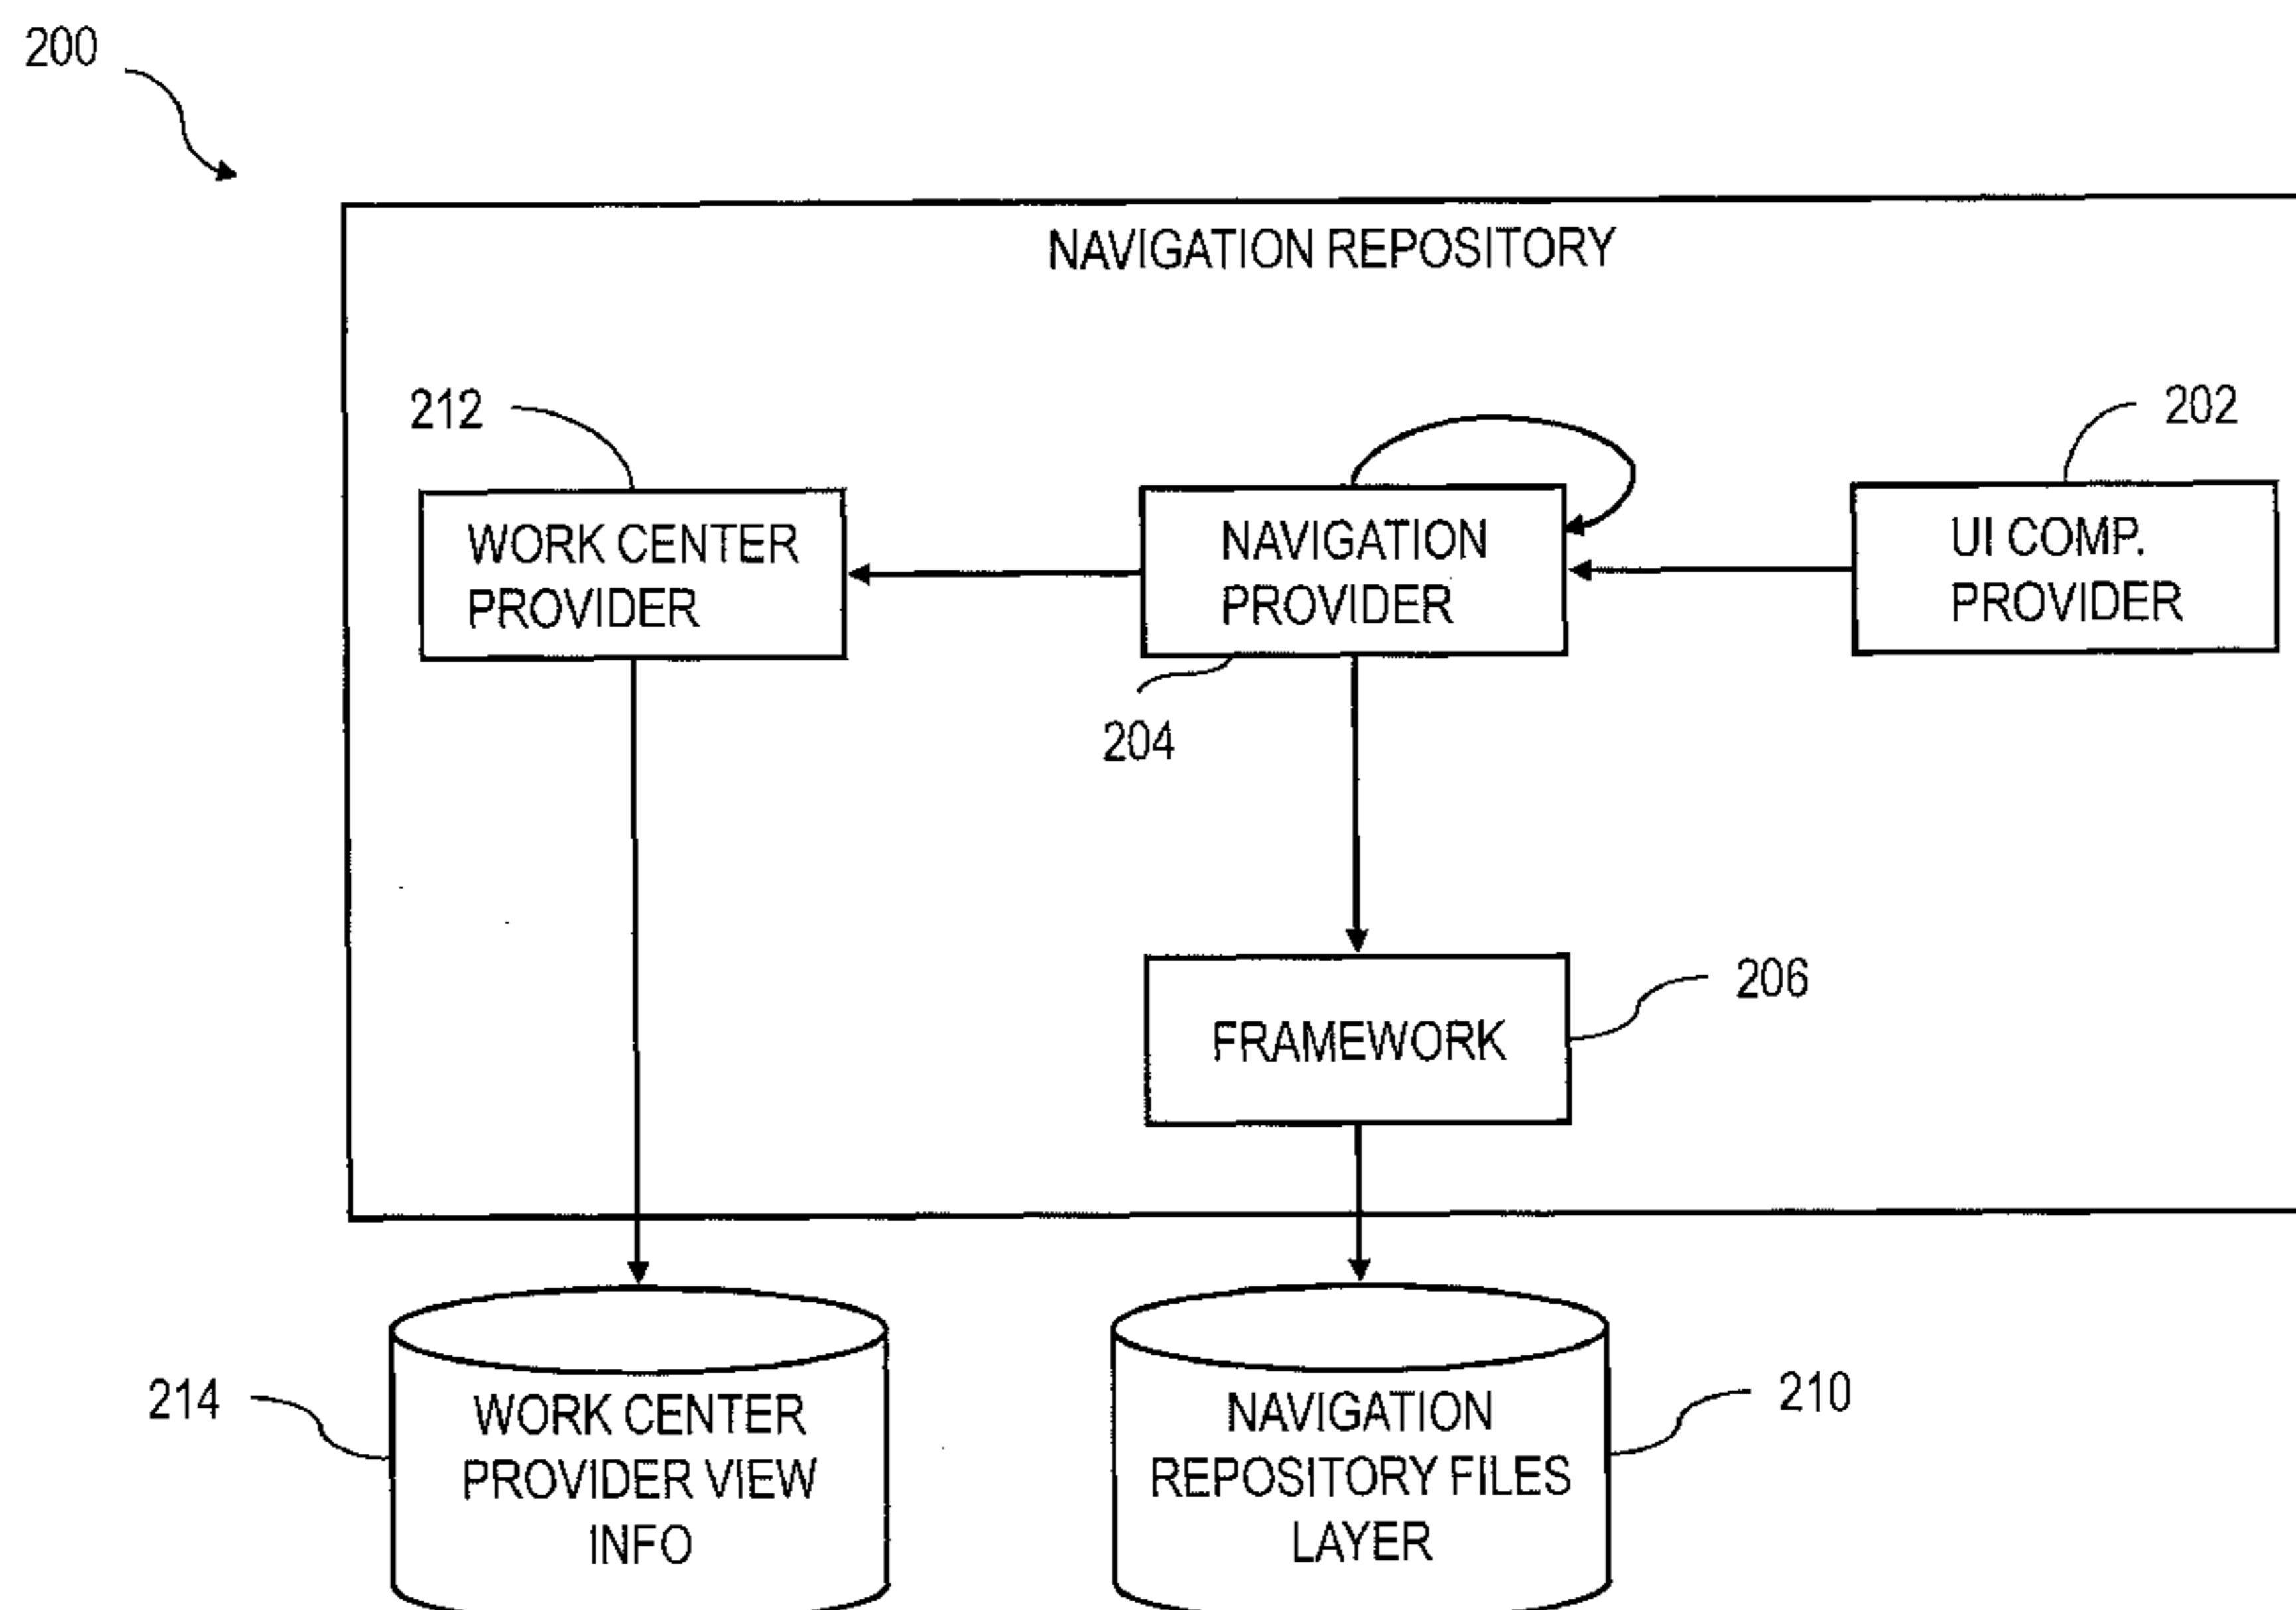 200
NAVIGATION REPOSITORY
212
202
WORK CENTER
PROVIDER
NAVIGATION
PROVIDER
UI COMP.
PROVIDER
204
206
FRAMEWORK
214
WORK CENTER
PROVIDER VIEW
INFO
NAVIGATION
REPOSITORY FILES
LAYER
210